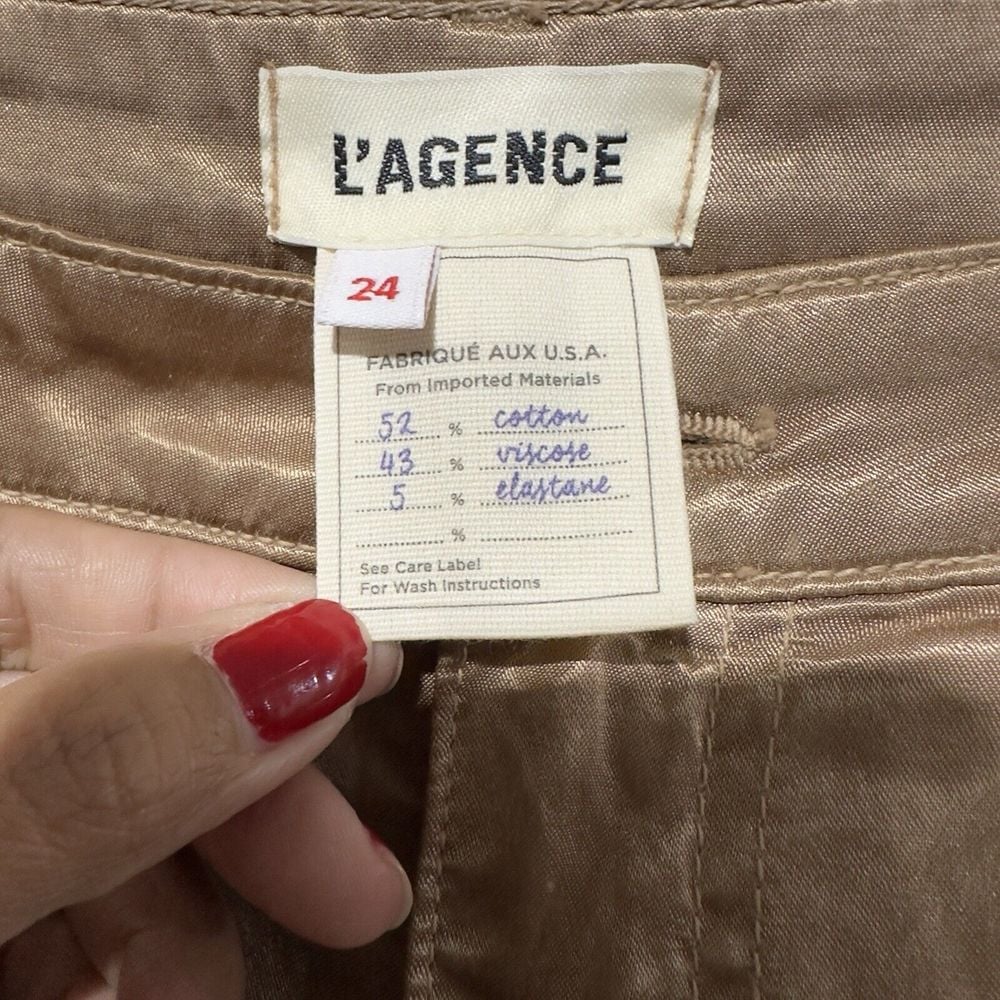 L'AGENCE
24
FABRIQUÉ AUX U.S.A.
From Imported Materials
52 % cotton
43 % viscose
5 % elastane
%
See Care Label
For Wash Instructions